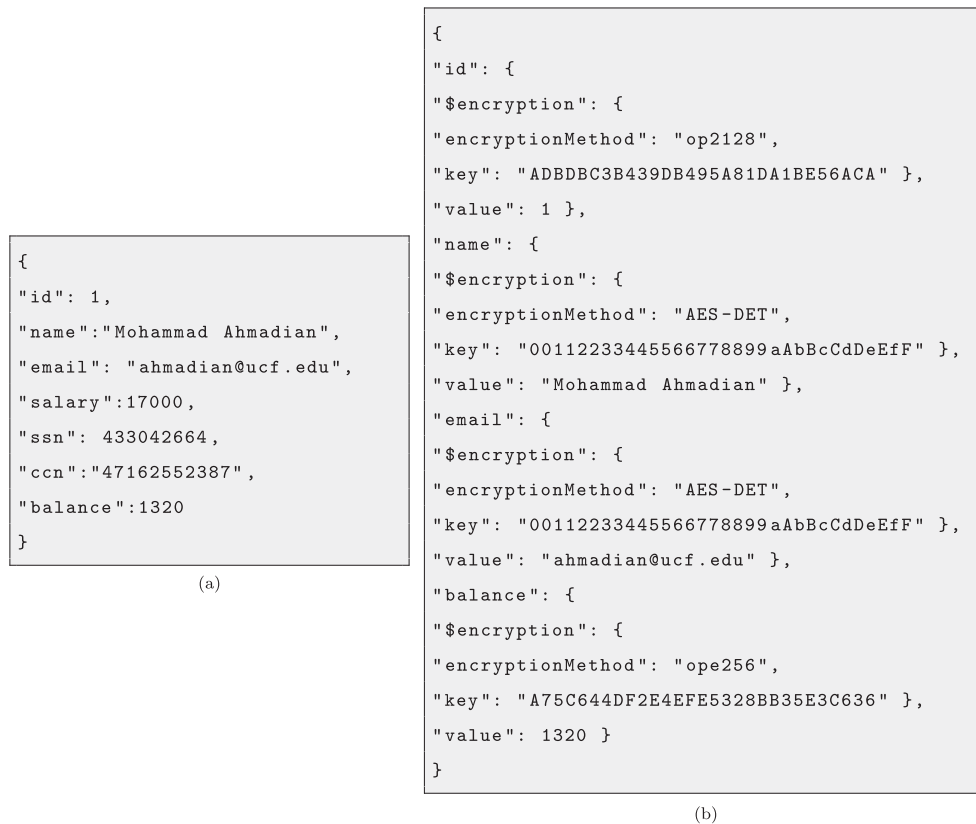 {
"id": 1,
"name":"Mohammad Ahmadian",
"email": "ahmadian@ucf.edu",
"salary":17000,
"ssn": 433042664,
"ccn":"47162552387",
"balance":1320
}
(a)
{
"id": {
"$encryption": {
"encryptionMethod": "op2128",
"key": "ADBDBC3B439DB495A81DA1BE56ACA" },
"value": 1 },
"name": {
"$encryption": {
"encryptionMethod": "AES-DET",
"key": "00112233445566778899aAbBcCdDeEfF" },
"value": "Mohammad Ahmadian" },
"email": {
"$encryption": {
"encryptionMethod": "AES-DET",
"key": "00112233445566778899aAbBcCdDeEfF" },
"value": "ahmadian@ucf.edu" },
"balance": {
"$encryption": {
"encryptionMethod": "ope256",
"key": "A75C644DF2E4EFE5328BB35E3C636" },
"value": 1320 }
}
(b)